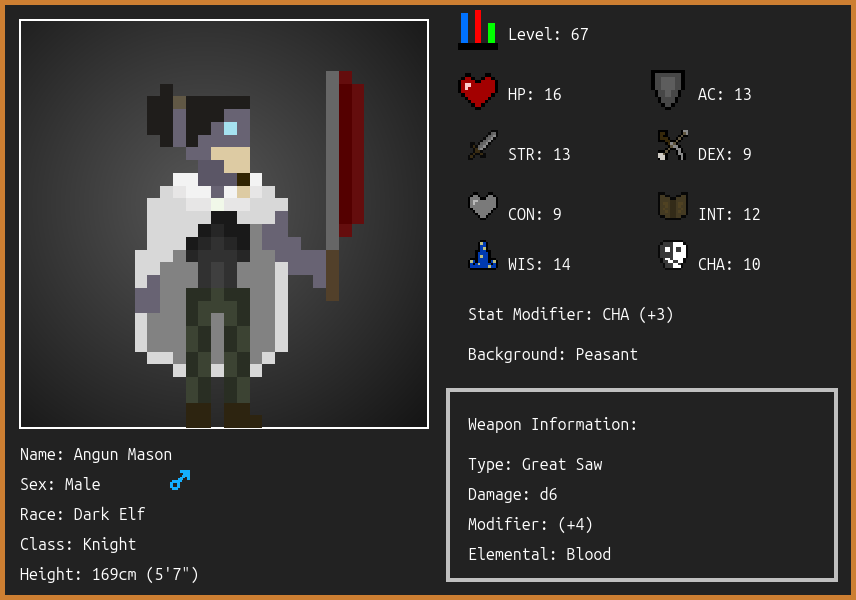 Level: 67
HP: 16
AC: 13
STR: 13
DEX: 9
CON: 9
INT: 12
WIS: 14
CHA: 10
Stat Modifier: CHA (+3)
Background: Peasant
Weapon Information:
Type: Great Saw
Damage: d6
Modifier: (+4)
Elemental: Blood
Name: Angun Mason
Sex: Male
Race: Dark Elf
Class: Knight
Height: 169cm (5'7")